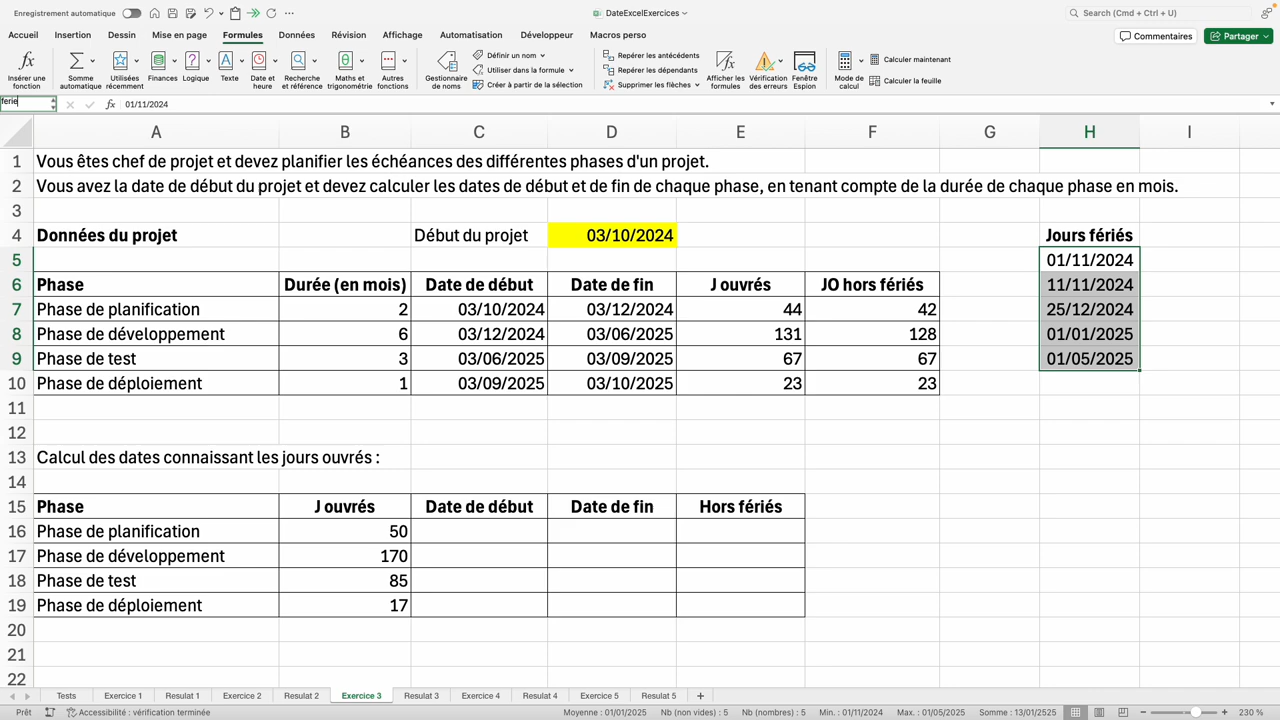 Enregistrement automatique
DateExcelExercices
Search (Cmd + Ctrl + U)
Accueil Insertion Dessin Mise en page Formules Données Révision Affichage Automatisation Développeur Macros perso
Commentaires
Partager
Insérer une fonction
Somme automatique
Utilisées récemment
Finances
Logique
Texte
Date et heure
Recherche et référence
Maths et trigonométrie
Autres fonctions
Gestionnaire de noms
Définir un nom
Utiliser dans la formule
Créer à partir de la sélection
Repérer les antécédents
Repérer les dépendants
Supprimer les flèches
Afficher les formules
Vérification des erreurs
Fenêtre Espion
Mode de calcul
Calculer maintenant
Calculer la feuille
férie fx 01/11/2024
A B C D E F G H I
1 Vous êtes chef de projet et devez planifier les échéances des différentes phases d'un projet.
2 Vous avez la date de début du projet et devez calculer les dates de début et de fin de chaque phase, en tenant compte de la durée de chaque phase en mois.
3
4 Données du projet Début du projet 03/10/2024 Jours fériés
5 01/11/2024
6 Phase Durée (en mois) Date de début Date de fin J ouvrés JO hors fériés 11/11/2024
7 Phase de planification 2 03/10/2024 03/12/2024 44 42 25/12/2024
8 Phase de développement 6 03/12/2024 03/06/2025 131 128 01/01/2025
9 Phase de test 3 03/06/2025 03/09/2025 67 67 01/05/2025
10 Phase de déploiement 1 03/09/2025 03/10/2025 23 23
11
12
13 Calcul des dates connaissant les jours ouvrés :
14
15 Phase J ouvrés Date de début Date de fin Hors fériés
16 Phase de planification 50
17 Phase de développement 170
18 Phase de test 85
19 Phase de déploiement 17
20
21
22
Tests Exercice 1 Resulat 1 Exercice 2 Resulat 2 Exercice 3 Resulat 3 Exercice 4 Resulat 4 Exercice 5 Resulat 5 +
Prêt Accessibilité : vérification terminée Moyenne : 01/01/2025 Nb (non vides) : 5 Nb (nombres) : 5 Min. : 01/11/2024 Max. : 01/05/2025 Somme : 13/01/2525 230 %